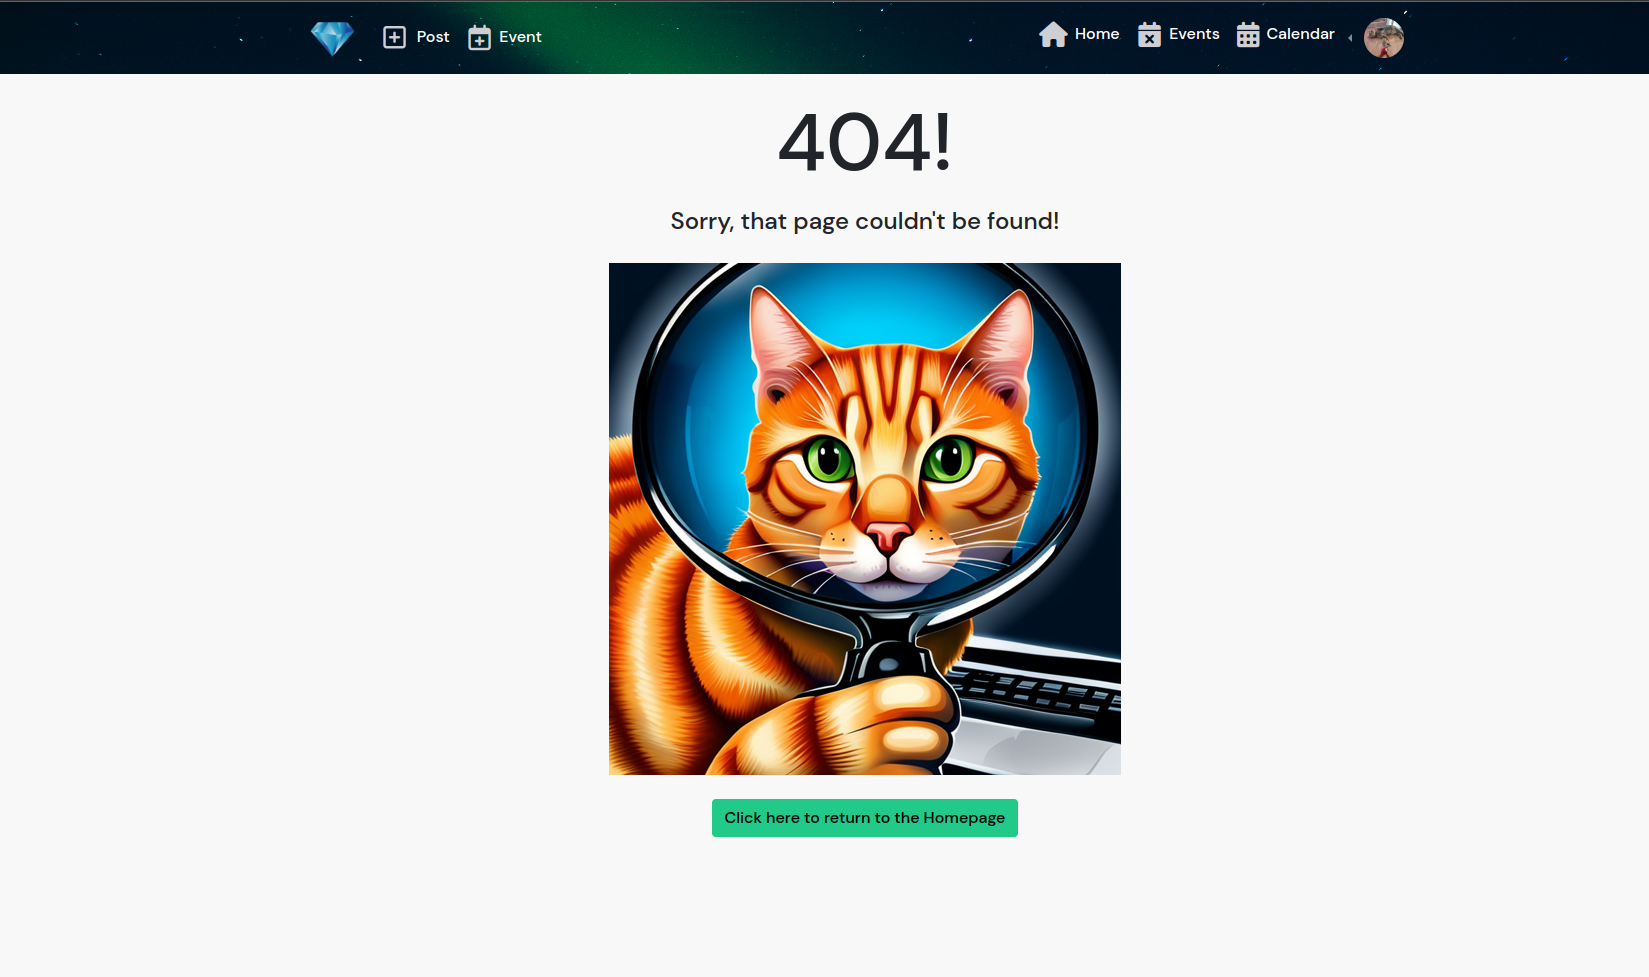 Post
Event
Home
Events
Calendar
404!
Sorry, that page couldn't be found!
Click here to return to the Homepage